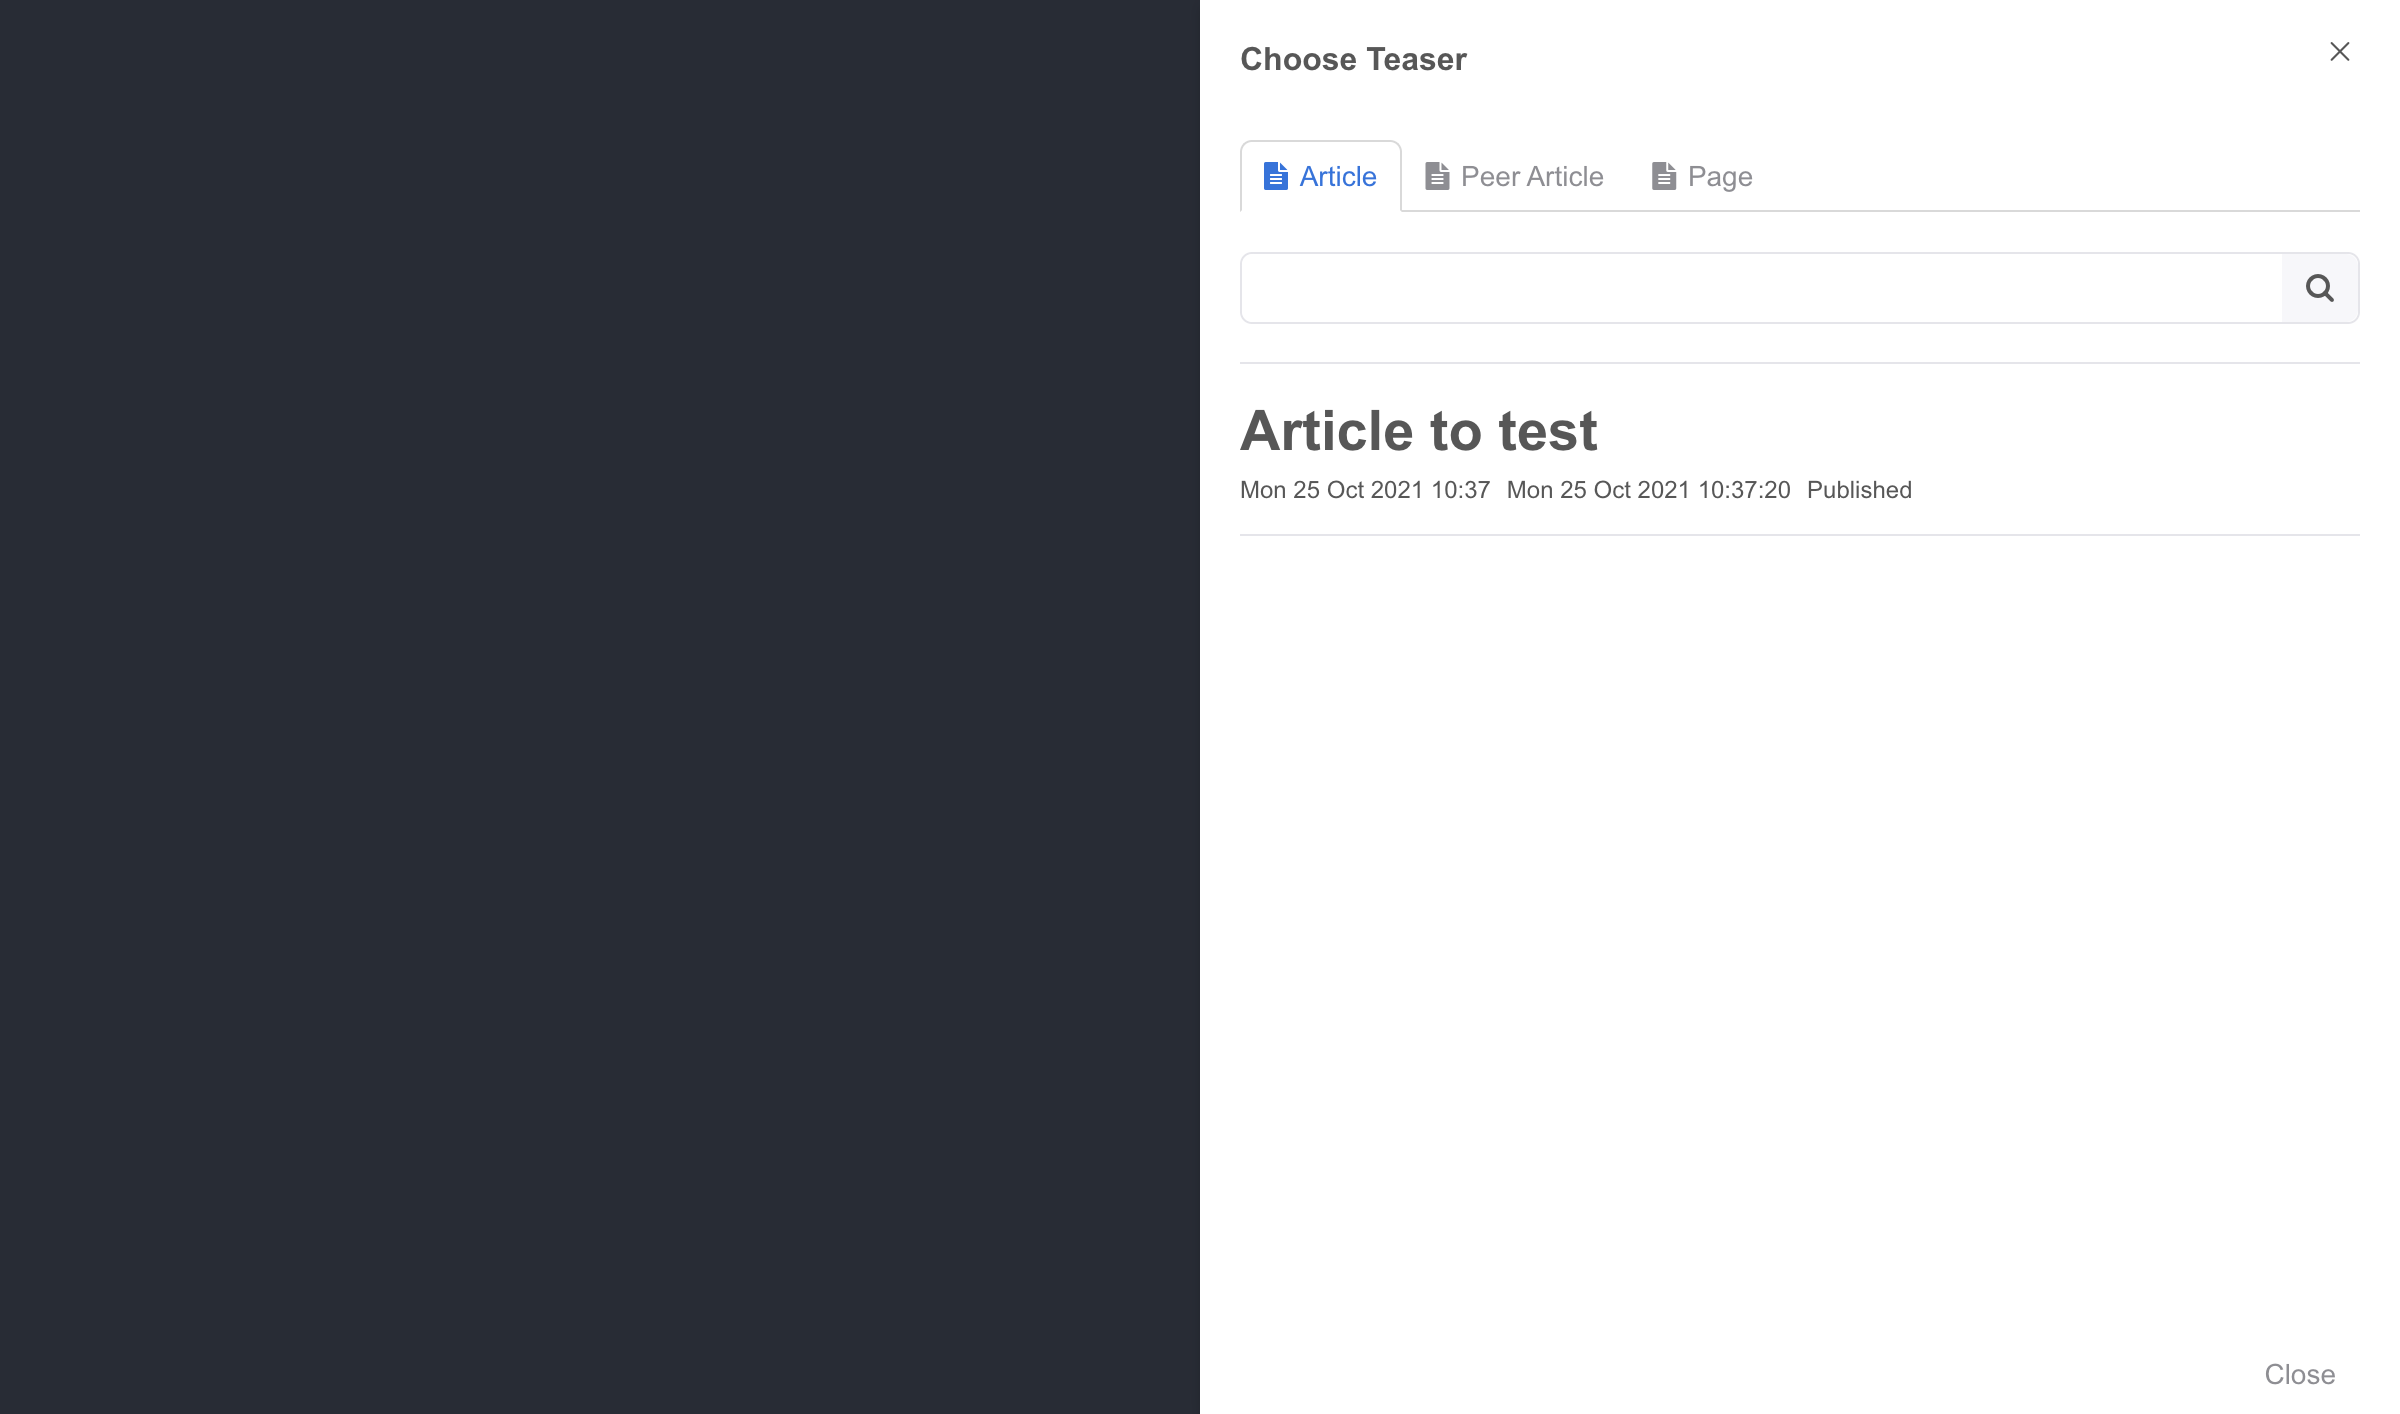 Choose Teaser
Article Peer Article Page
Article to test
Mon 25 Oct 2021 10:37 Mon 25 Oct 2021 10:37:20 Published
Close